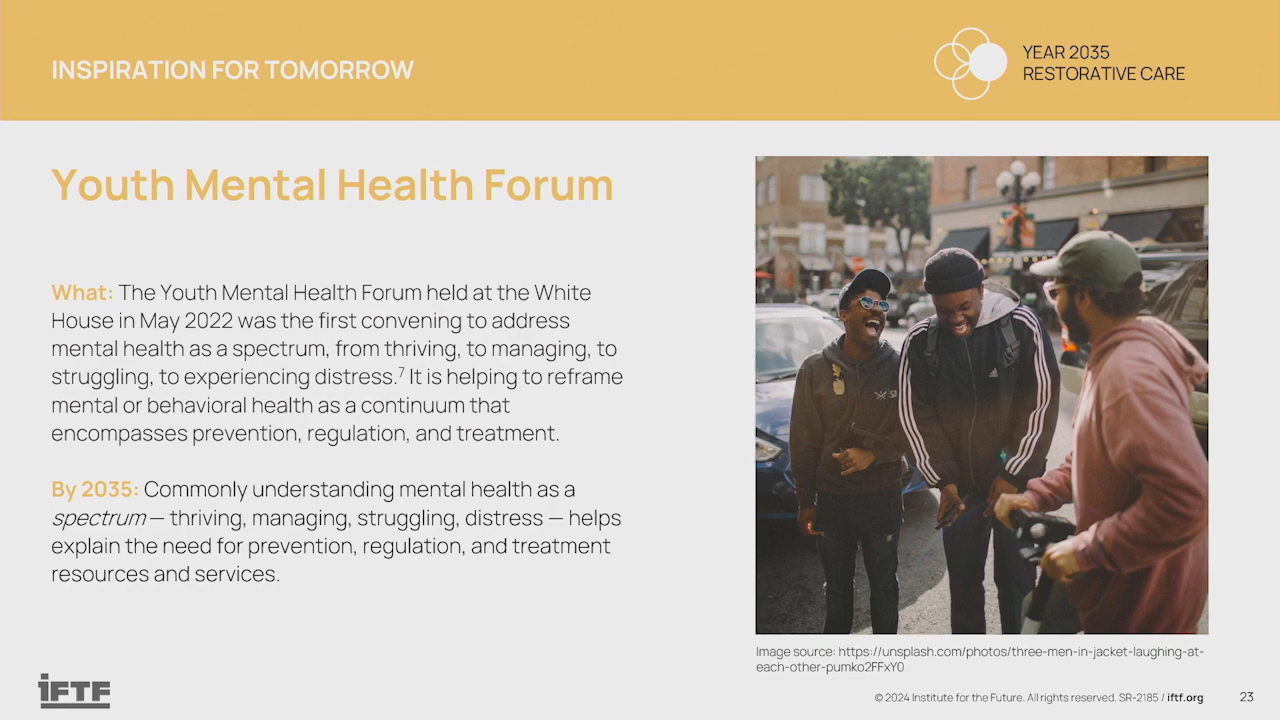 INSPIRATION FOR TOMORROW
YEAR 2035
RESTORATIVE CARE
Youth Mental Health Forum
What: The Youth Mental Health Forum held at the White
House in May 2022 was the first convening to address
mental health as a spectrum, from thriving, to managing, to
struggling, to experiencing distress.7 It is helping to reframe
mental or behavioral health as a continuum that
encompasses prevention, regulation, and treatment.
By 2035: Commonly understanding mental health as a
spectrum — thriving, managing, struggling, distress — helps
explain the need for prevention, regulation, and treatment
resources and services.
Image source: https://unsplash.com/photos/three-men-in-jacket-laughing-at-
each-other-pumko2FFxY0
IFTF
© 2024 Institute for the Future. All rights reserved. SR-2185 / iftf.org
23